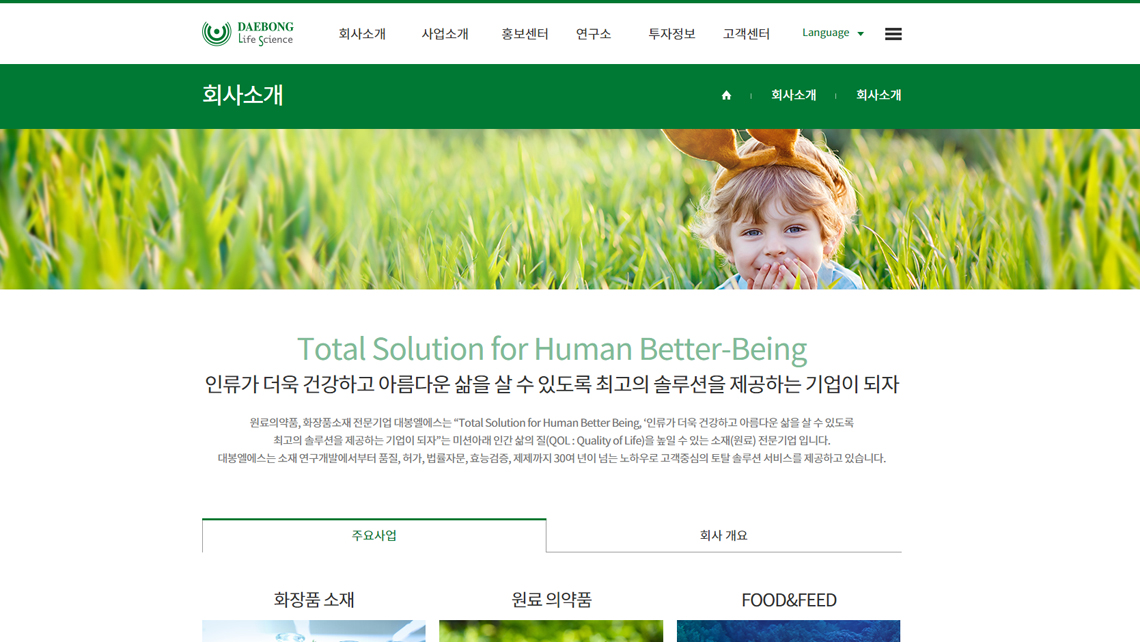 DAEBONG
Life Science
회사소개 사업소개 홍보센터 연구소 투자정보 고객센터 Language
회사소개
회사소개 회사소개
Total Solution for Human Better-Being
인류가 더욱 건강하고 아름다운 삶을 살 수 있도록 최고의 솔루션을 제공하는 기업이 되자
원료의약품, 화장품소재 전문기업 대봉엘에스는 “Total Solution for Human Better Being, ‘인류가 더욱 건강하고 아름다운 삶을 살 수 있도록
최고의 솔루션을 제공하는 기업이 되자”는 미션아래 인간 삶의 질(QOL : Quality of Life)을 높일 수 있는 소재(원료) 전문기업 입니다.
대봉엘에스는 소재 연구개발에서부터 품질, 허가, 법률자문, 효능검증, 제제까지 30여 년이 넘는 노하우로 고객중심의 토탈 솔루션 서비스를 제공하고 있습니다.
주요사업 회사 개요
화장품 소재 원료 의약품 FOOD&FEED